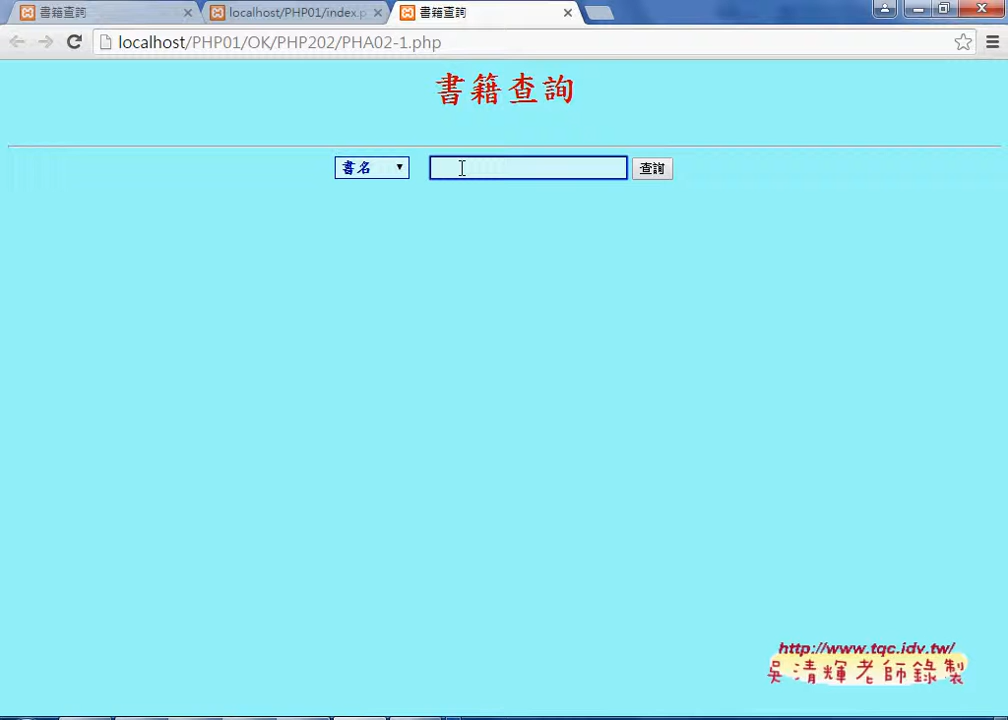 書籍查詢
localhost/PHP01/index.p
書籍查詢
localhost/PHP01/OK/PHP202/PHA02-1.php
書籍查詢
書名
查詢
http://www.tqc.idv.tw/
吳清輝老師錄製